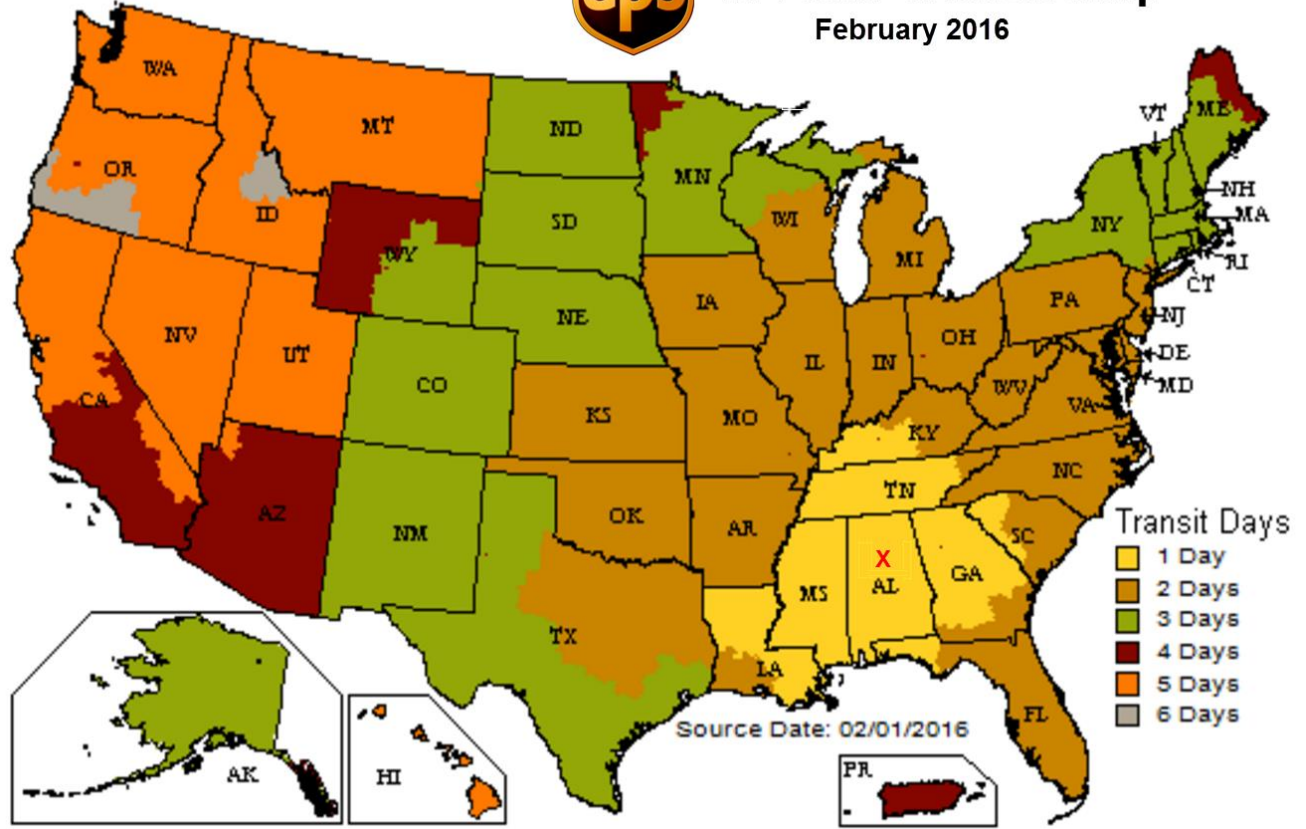 ups
February 2016
WA
MT
ND
MN
OR
ID
WY
SD
WI
MI
VT
ME
NH
MA
NY
RI
CT
NV
UT
CO
NE
IA
IL
IN
OH
PA
NJ
DE
MD
WV
VA
CA
KS
MO
KY
AZ
NM
OK
AR
TN
NC
SC
X
AL
MS
GA
TX
LA
FL
Transit Days
1 Day
2 Days
3 Days
4 Days
5 Days
6 Days
Source Date: 02/01/2016
AK
HI
PR